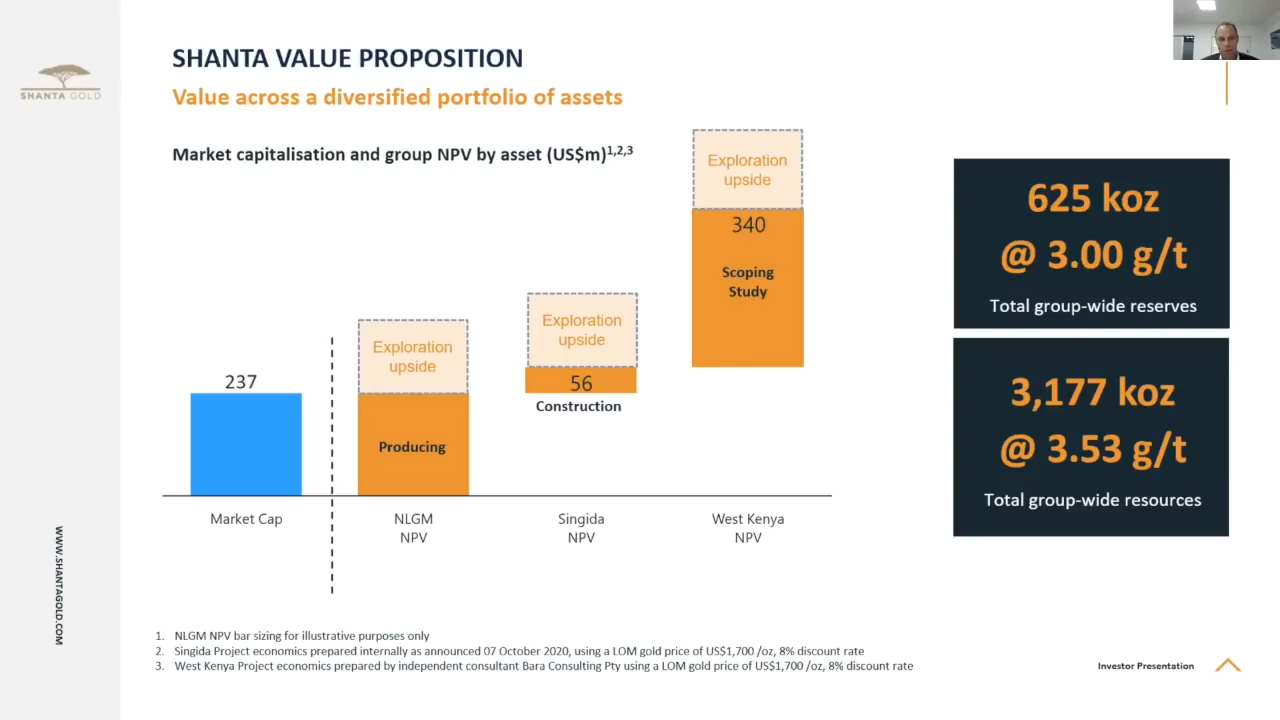 SHANTA VALUE PROPOSITION
Value across a diversified portfolio of assets
SHANTA GOLD
Market capitalisation and group NPV by asset (US$m)1,2,3
Exploration
upside
340
Scoping
Study
Exploration
upside
56
Construction
Exploration
upside
Producing
237
Market Cap
NLGM
NPV
Singida
NPV
West Kenya
NPV
625 koz
@ 3.00 g/t
Total group-wide reserves
3,177 koz
@ 3.53 g/t
Total group-wide resources
WWW.SHANTAGOLD.COM
1. NLGM NPV bar sizing for illustrative purposes only
2. Singida Project economics prepared internally as announced 07 October 2020, using a LOM gold price of US$1,700 /oz, 8% discount rate
3. West Kenya Project economics prepared by independent consultant Bara Consulting Pty using a LOM gold price of US$1,700 /oz, 8% discount rate
Investor Presentation